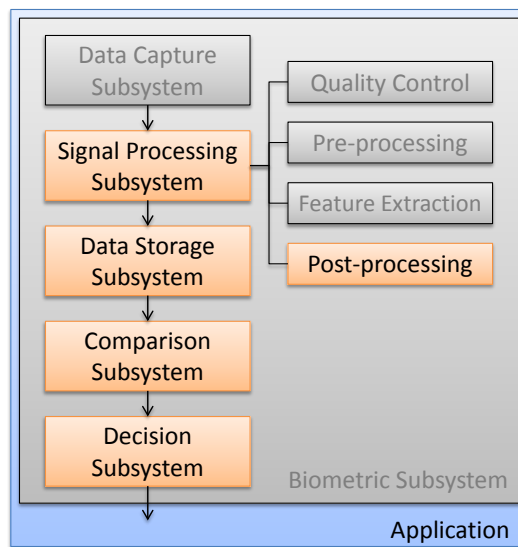 Data Capture
Subsystem
Quality Control
Signal Processing
Subsystem
Pre-processing
Feature Extraction
Data Storage
Subsystem
Post-processing
Comparison
Subsystem
Decision
Subsystem
Biometric Subsystem
Application